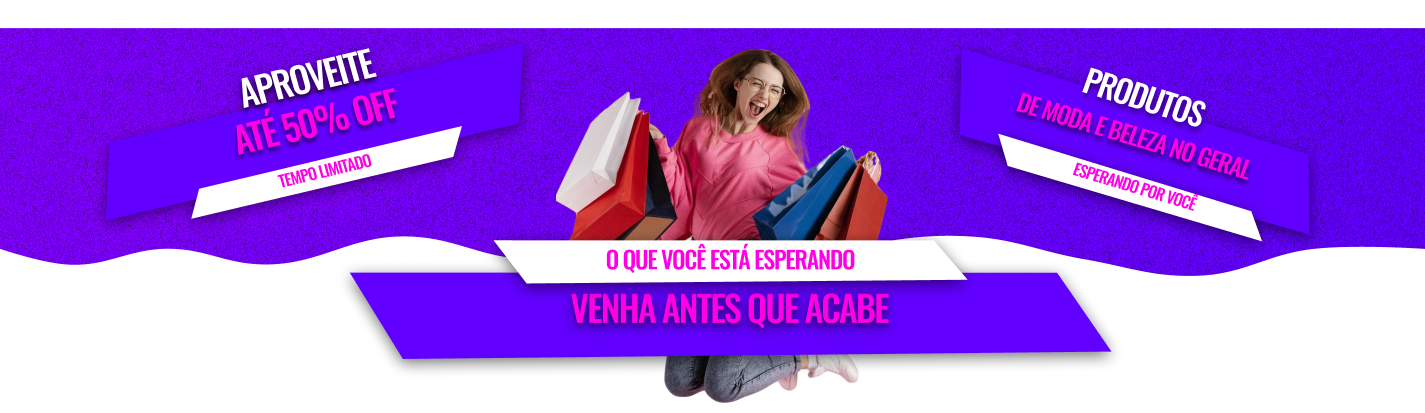 APROVEITE
ATÉ 50% OFF
TEMPO LIMITADO
PRODUTOS
DE MODA E BELEZA NO GERAL
ESPERANDO POR VOCÊ
O QUE VOCÊ ESTÁ ESPERANDO
VENHA ANTES QUE ACABE